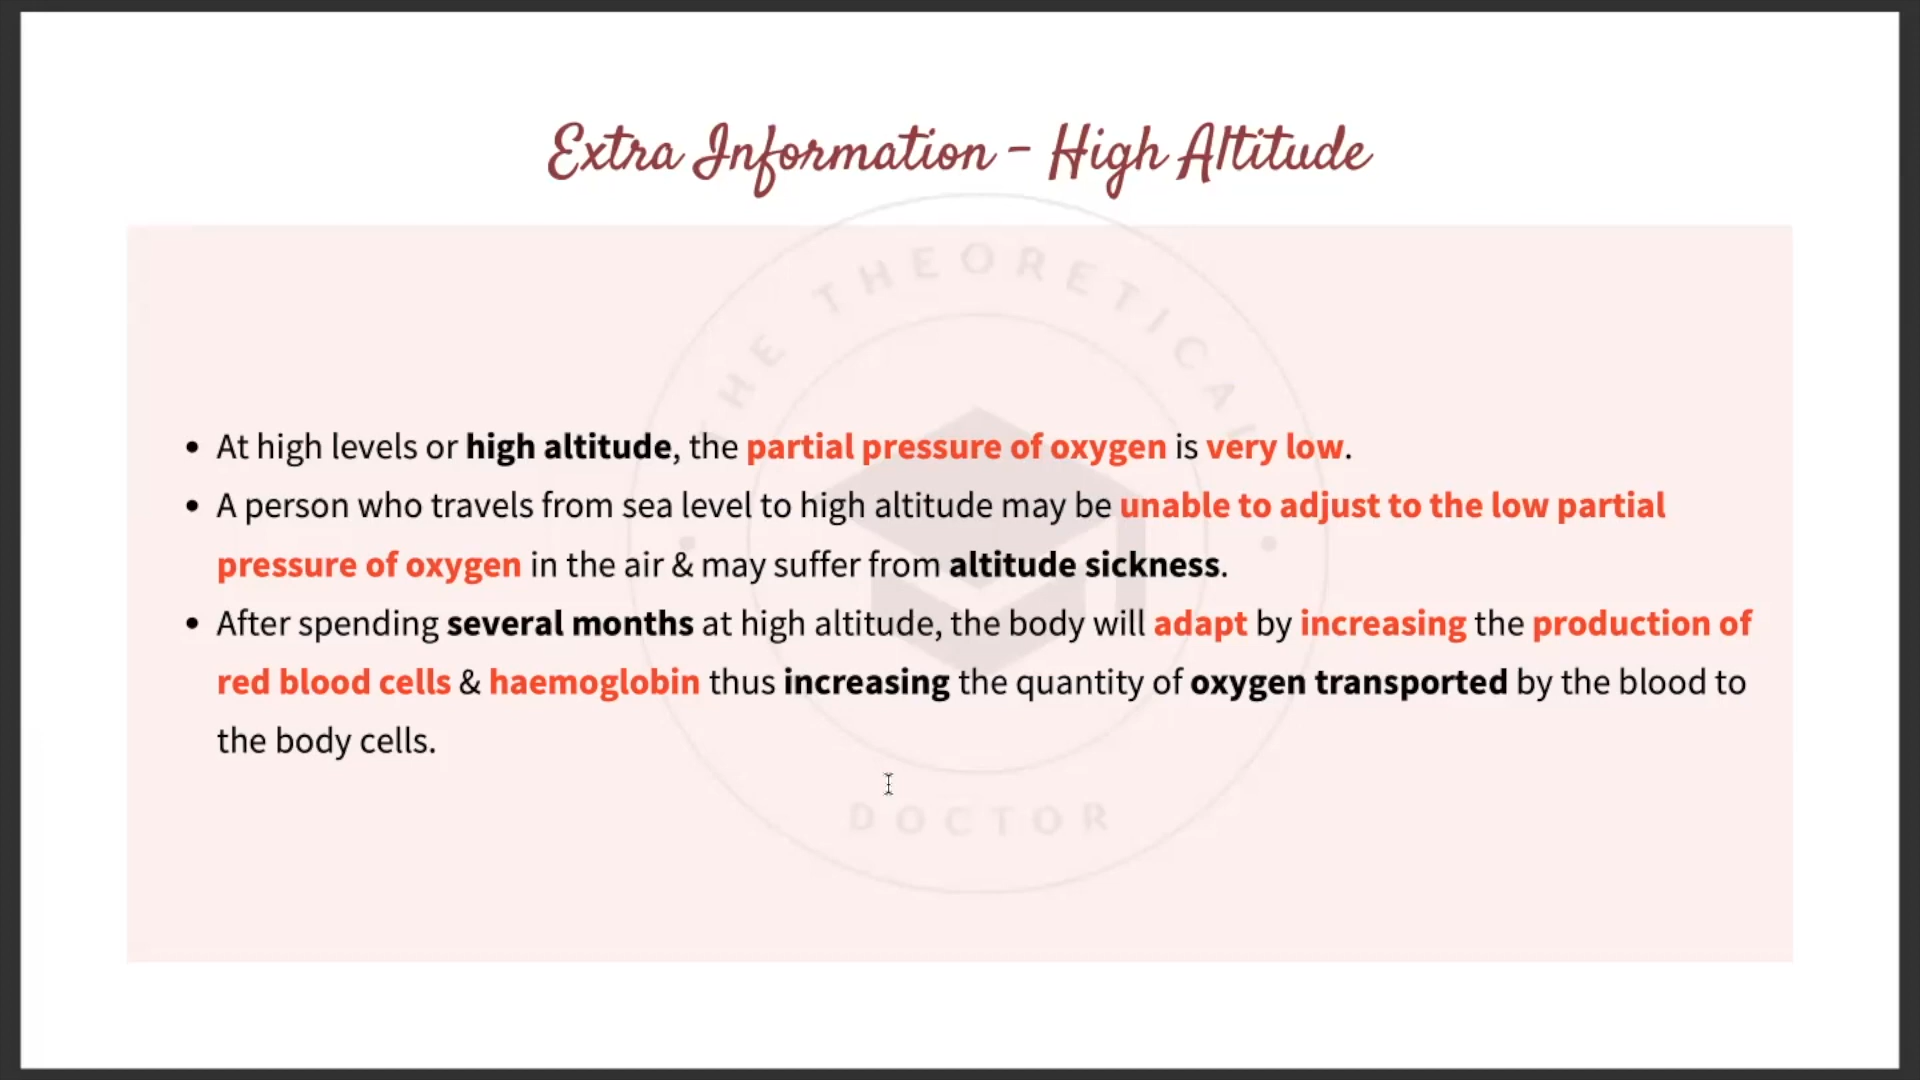 Extra Information - High Altitude
THE THEORETICAL
• At high levels or high altitude, the partial pressure of oxygen is very low.
• A person who travels from sea level to high altitude may be unable to adjust to the low partial
pressure of oxygen in the air & may suffer from altitude sickness.
• After spending several months at high altitude, the body will adapt by increasing the production of
red blood cells & haemoglobin thus increasing the quantity of oxygen transported by the blood to
the body cells.
DOCTOR